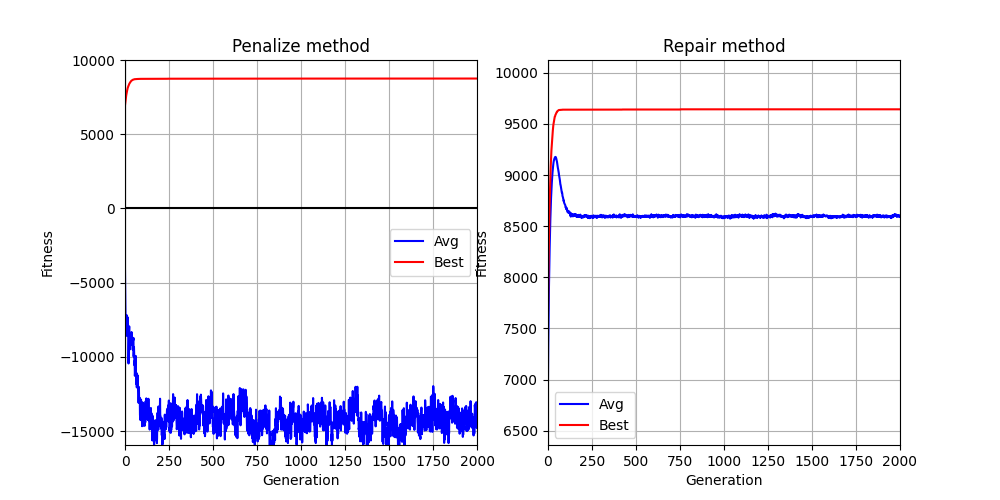 Penalize method
Fitness
10000
5000
0
−5000
−10000
−15000
Avg
Best
0 250 500 750 1000 1250 1500 1750 2000
Generation
Repair method
Fitness
10000
9500
9000
8500
8000
7500
7000
6500
Avg
Best
0 250 500 750 1000 1250 1500 1750 2000
Generation